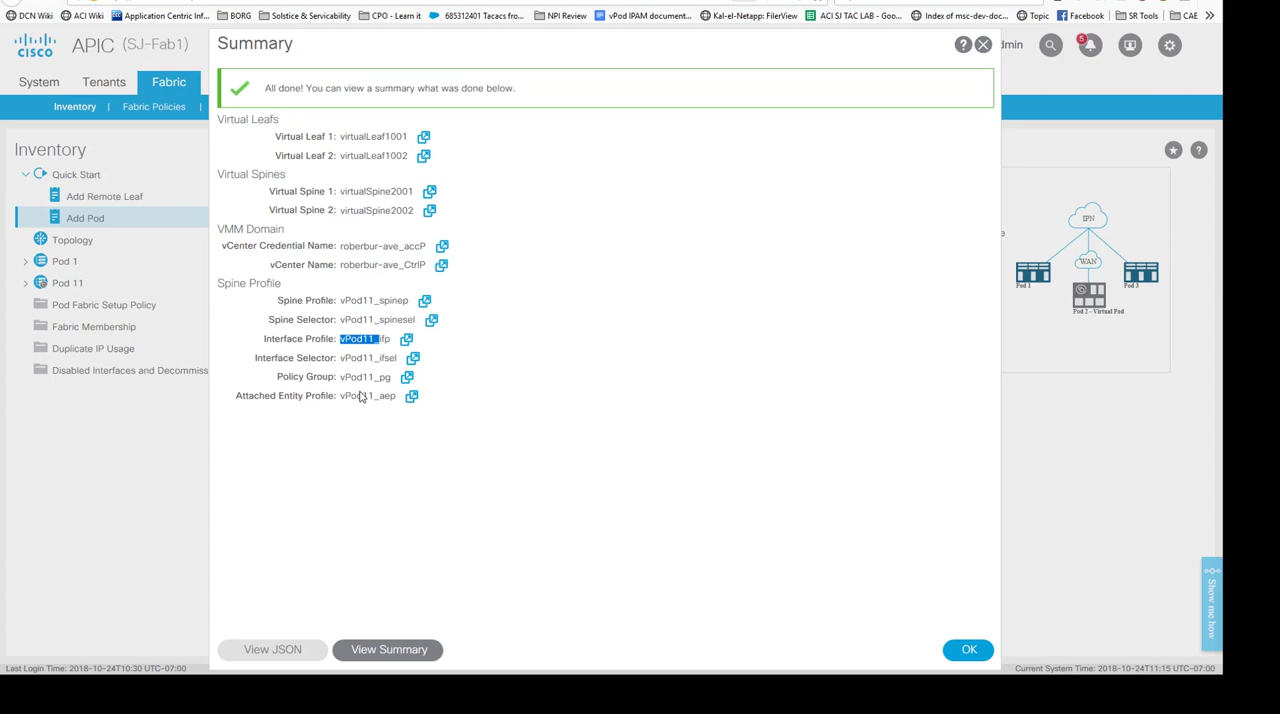 DCN Wiki
ACI Wiki
Application Centric Inf...
BORG
Solstice & Servicability
CPO - Learn it
685312401 Tacacs fro...
NPI Review
vPod IPAM document...
Kal-el-Netapp: FilerView
ACI SJ TAC LAB - Goo...
Index of msc-dev-doc...
Topic
Facebook
SR Tools
CAE
CISCO
APIC (SJ-Fab1)
Summary
dmin
5
System
Tenants
Fabric
All done! You can view a summary what was done below.
Inventory | Fabric Policies |
Virtual Leafs
Virtual Leaf 1: virtualLeaf1001
Virtual Leaf 2: virtualLeaf1002
Virtual Spines
Virtual Spine 1: virtualSpine2001
Virtual Spine 2: virtualSpine2002
VMM Domain
vCenter Credential Name: roberbur-ave_accP
vCenter Name: roberbur-ave_CtrlP
Spine Profile
Spine Profile: vPod11_spinep
Spine Selector: vPod11_spinesel
Interface Profile: vPod11_ifp
Interface Selector: vPod11_ifsel
Policy Group: vPod11_pg
Attached Entity Profile: vPod11_aep
Inventory
Quick Start
Add Remote Leaf
Add Pod
Topology
Pod 1
Pod 11
Pod Fabric Setup Policy
Fabric Membership
Duplicate IP Usage
Disabled Interfaces and Decommiss
e
IPN
WAN
Pod 1
Pod 3
Pod 2 - Virtual Pod
Show me how
View JSON
View Summary
OK
Last Login Time: 2018-10-24T10:30 UTC-07:00
Current System Time: 2018-10-24T11:15 UTC-07:00